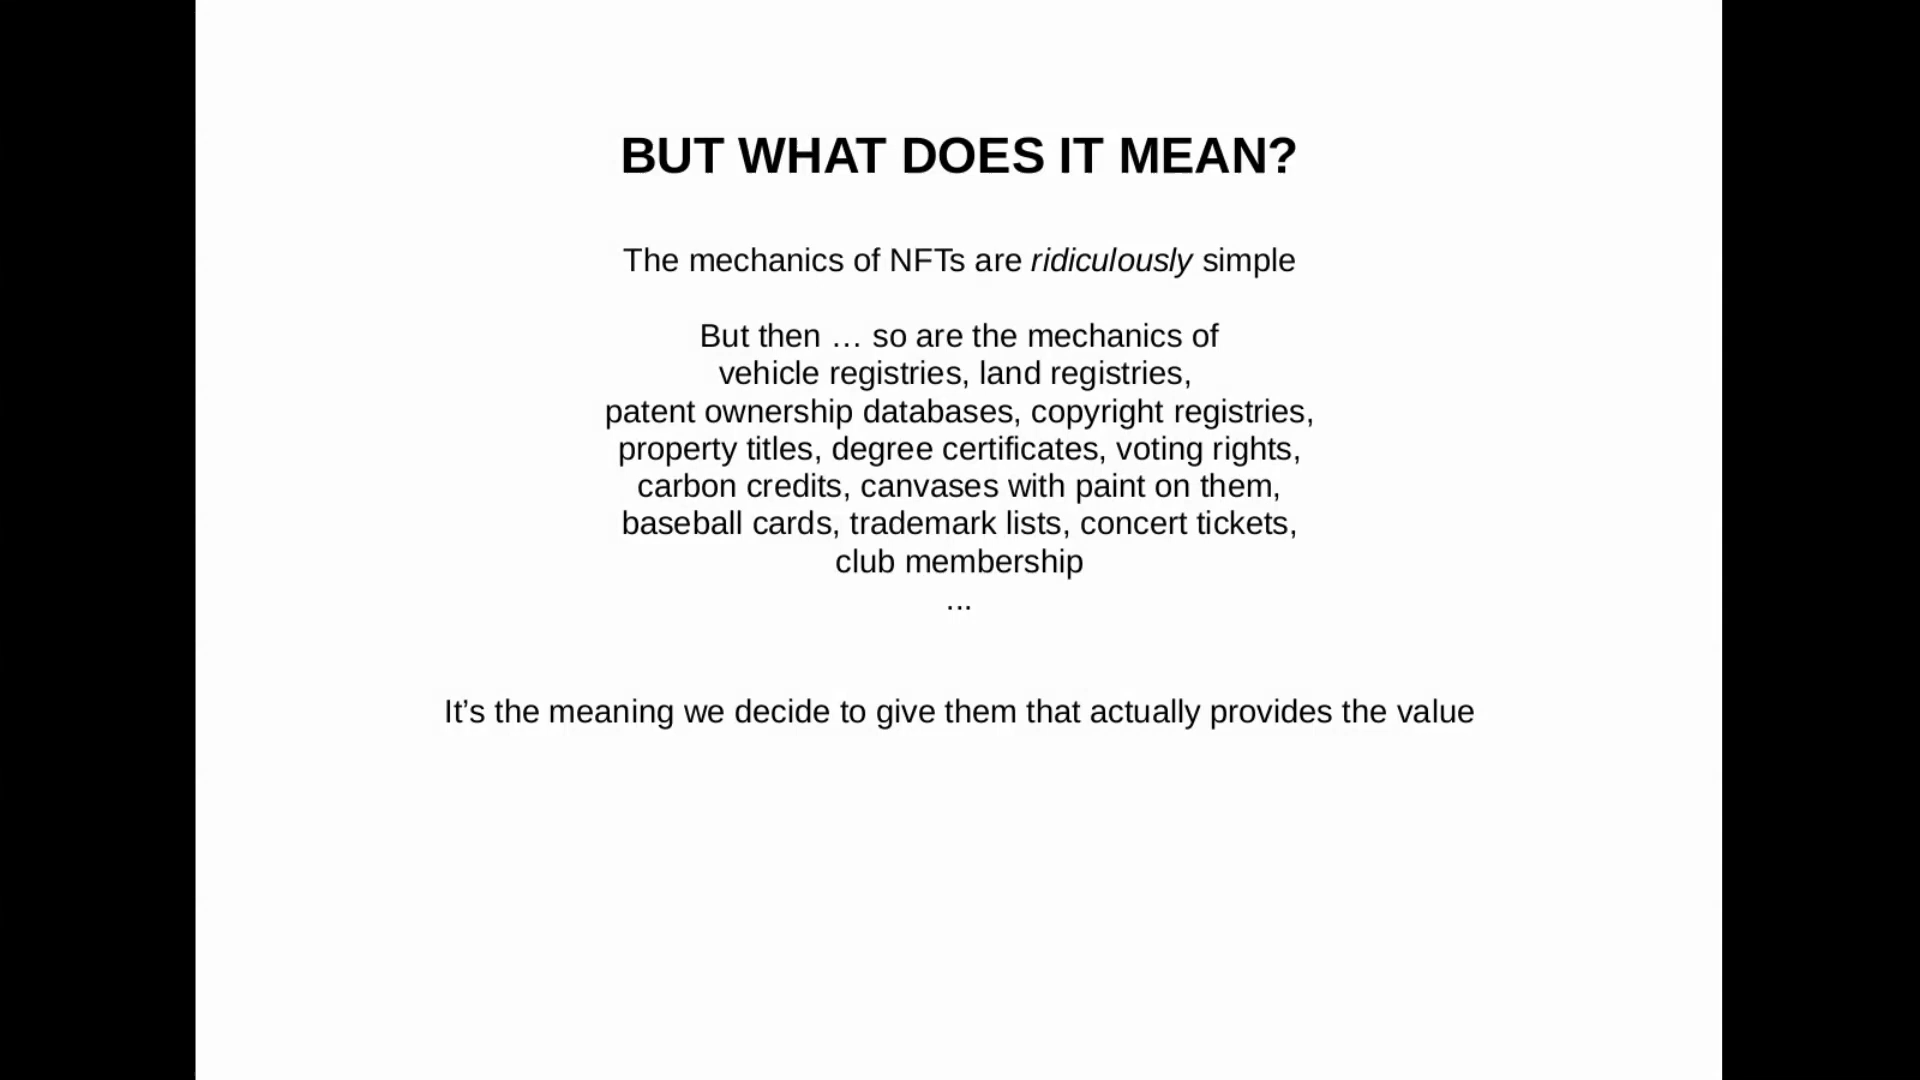 BUT WHAT DOES IT MEAN?
The mechanics of NFTs are ridiculously simple
But then … so are the mechanics of
vehicle registries, land registries,
patent ownership databases, copyright registries,
property titles, degree certificates, voting rights,
carbon credits, canvases with paint on them,
baseball cards, trademark lists, concert tickets,
club membership
...
It’s the meaning we decide to give them that actually provides the value